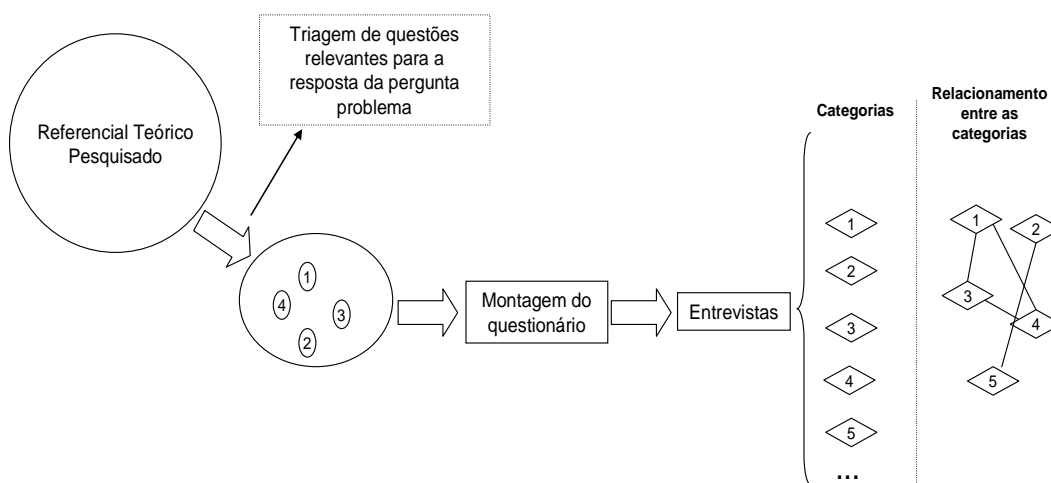 Triagem de questões
relevantes para a
resposta da pergunta
problema
Referencial Teórico
Pesquisado
1
4
3
2
Montagem do
questionário
Entrevistas
Categorias
1
2
3
4
5
...
Relacionamento
entre as
categorias
1
2
3
4
5